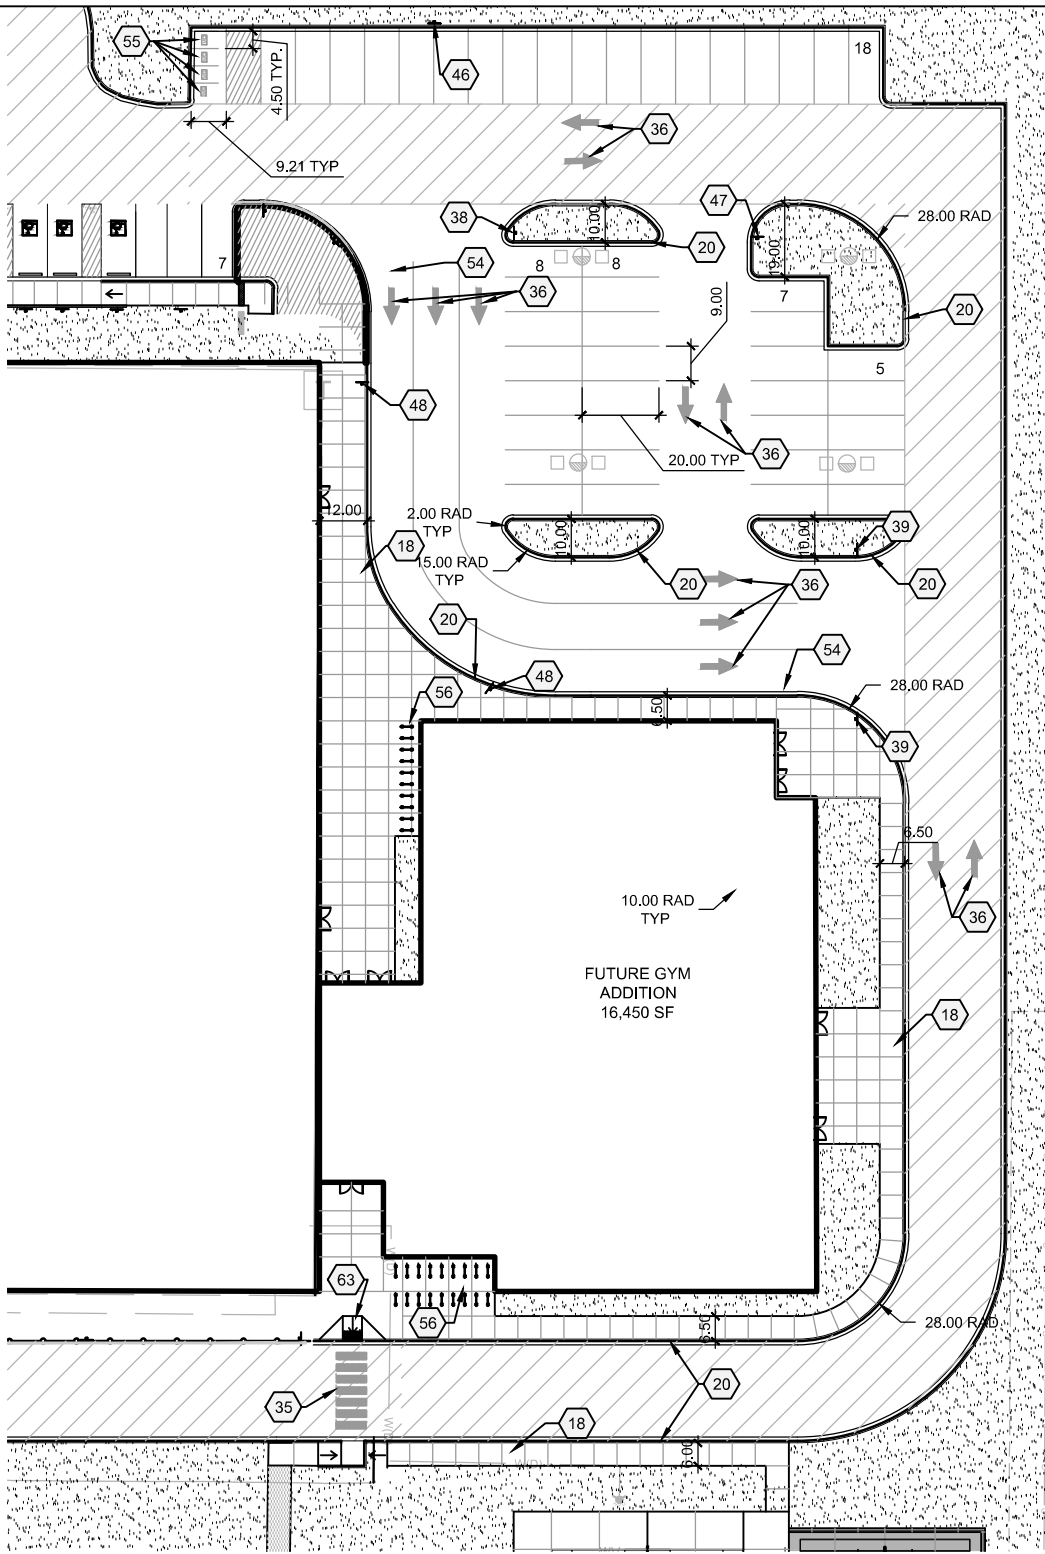 55
46
18
4.50 TYP
36
9.21 TYP
38
10.00
47
28.00 RAD
20
19.00
54
8
8
7
7
36
20
9.00
5
48
36
20.00 TYP
2.00 RAD
TYP
12.00
10.00
10.00
39
18
15.00 RAD
TYP
20
36
20
20
54
48
28.00 RAD
56
6.50
39
6.50
10.00 RAD
TYP
36
FUTURE GYM
ADDITION
16,450 SF
18
63
56
6.50
28.00 RAD
20
35
18
6.00